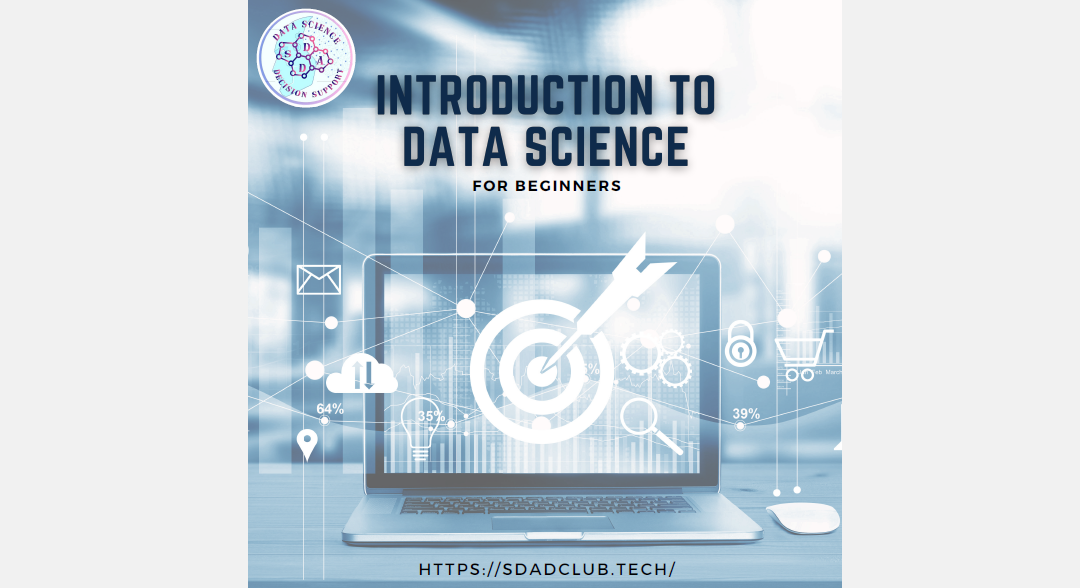 DATA SCIENCE
S D
D A
DECISION SUPPORT
INTRODUCTION TO
DATA SCIENCE
FOR BEGINNERS
64%
35%
39%
HTTPS://SDADCLUB.TECH/